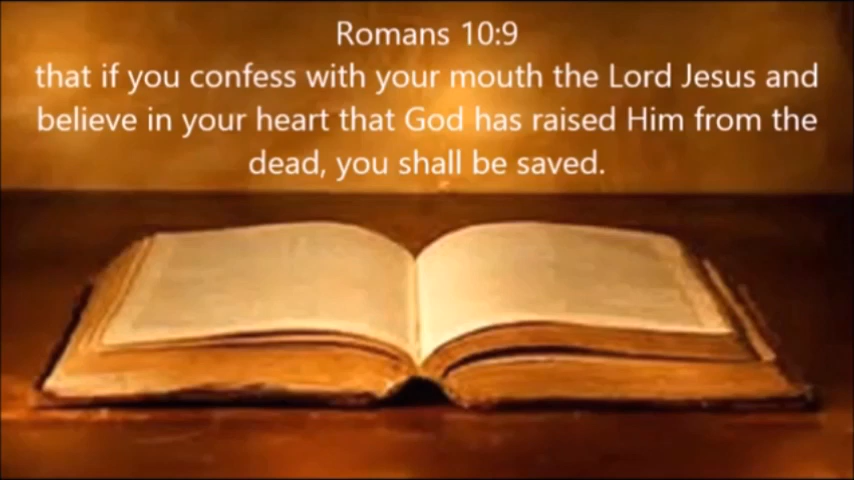 Romans 10:9
that if you confess with your mouth the Lord Jesus and
believe in your heart that God has raised Him from the
dead, you shall be saved.